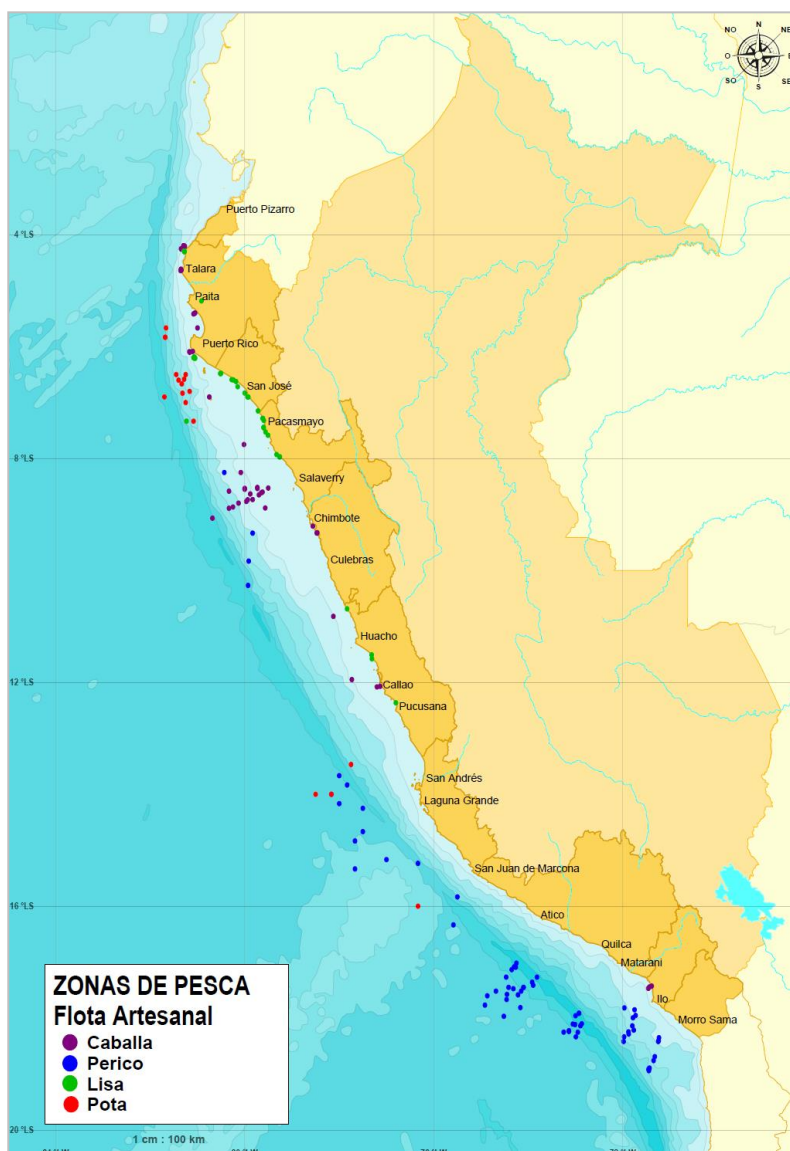 N
NO
NE
O
SO
SE
S
Puerto Pizarro
4 °LS
Talara
Paita
Puerto Rico
San José
Pacasmayo
8 °LS
Salaverry
Chimbote
Culebras
Huacho
12 °LS
Callao
Pucusana
San Andrés
Laguna Grande
San Juan de Marcona
16 °LS
Atico
Quilca
Matarani
Ilo
Morro Sama
ZONAS DE PESCA
Flota Artesanal
Caballa
Perico
Lisa
Pota
20 °LS
1 cm : 100 km